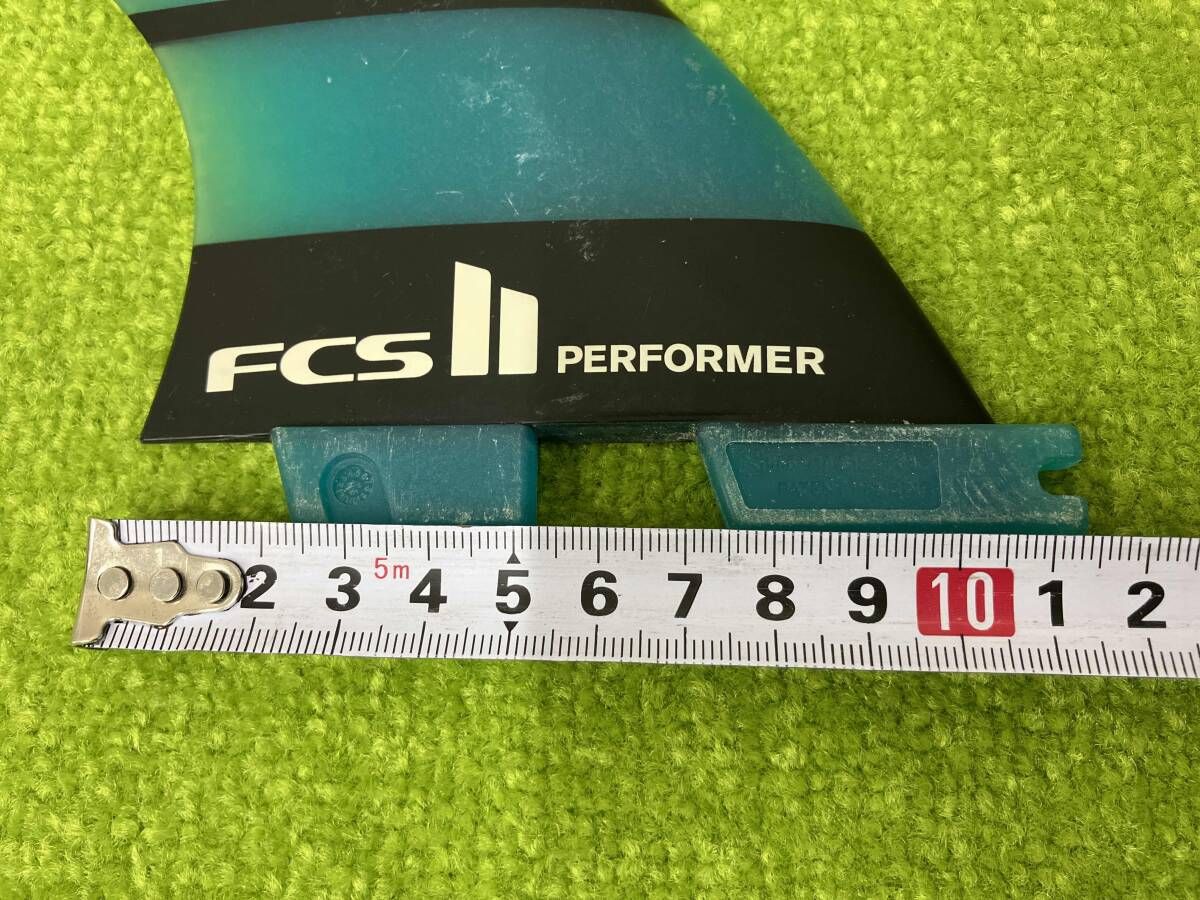 FCS II PERFORMER
2 3 5m 4 5 6 7 8 9 10 1 2